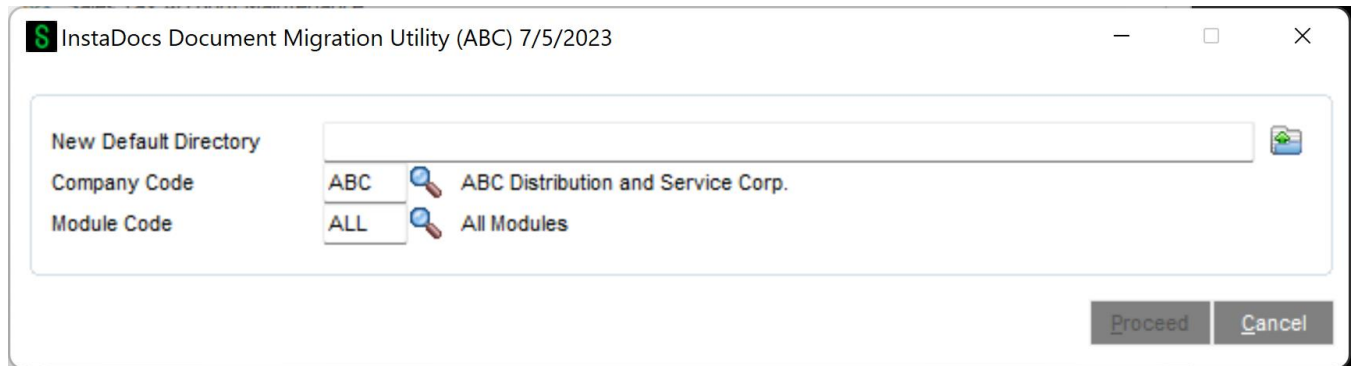 InstaDocs Document Migration Utility (ABC) 7/5/2023
New Default Directory
Company Code ABC ABC Distribution and Service Corp.
Module Code ALL All Modules
Proceed Cancel